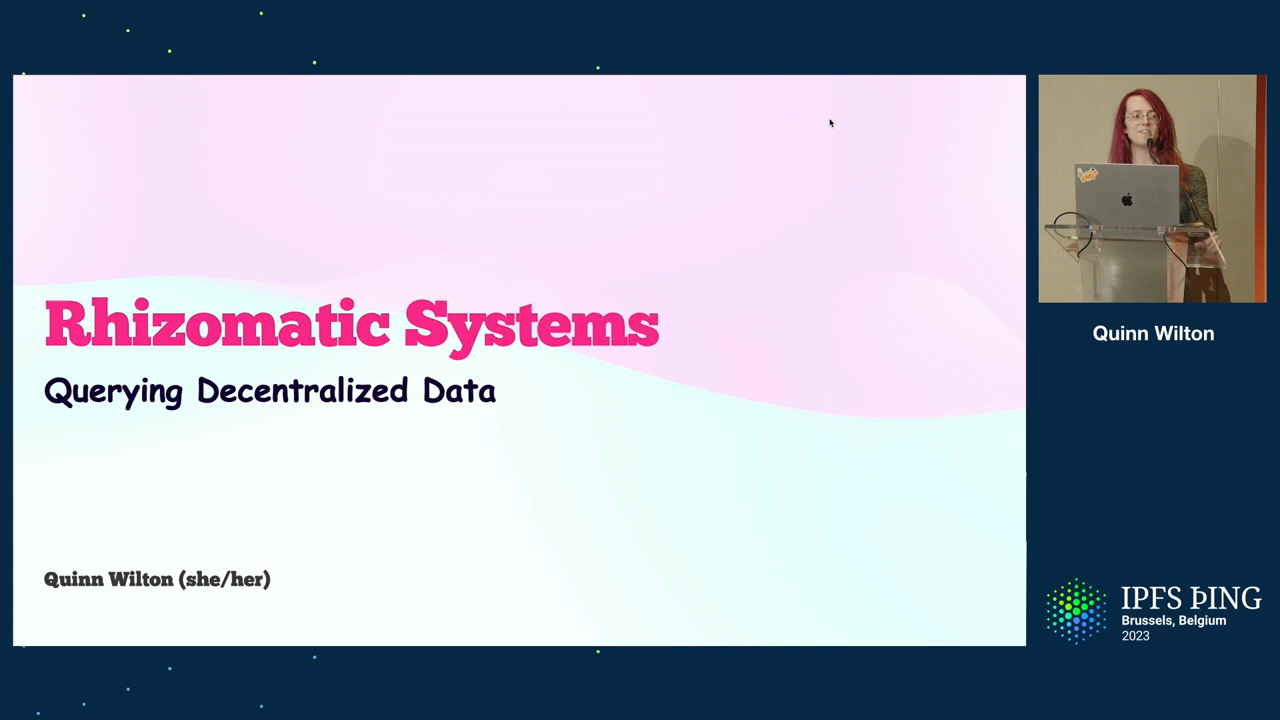 Rhizomatic Systems
Querying Decentralized Data
Quinn Wilton (she/her)
Quinn Wilton
IPFS ÞING
Brussels, Belgium
2023